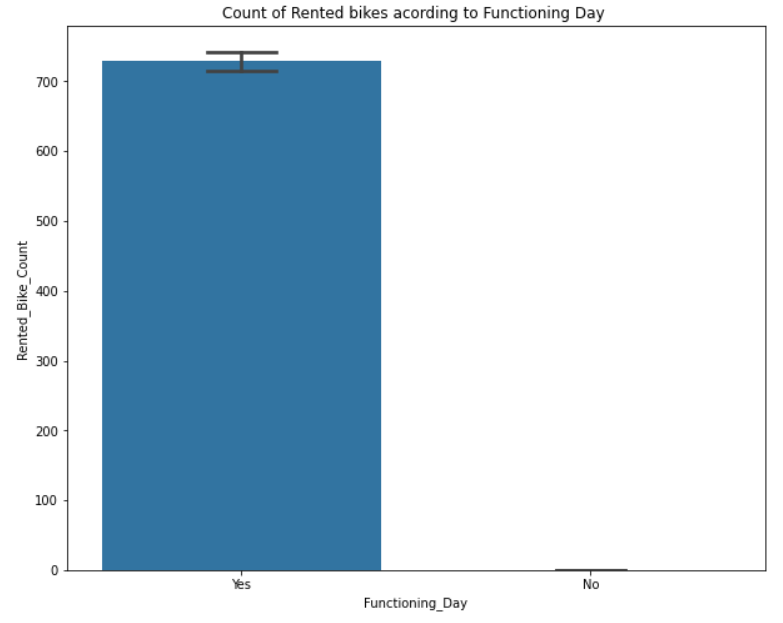 Count of Rented bikes acording to Functioning Day
Rented_Bike_Count
700
600
500
400
300
200
100
0
Yes
No
Functioning_Day